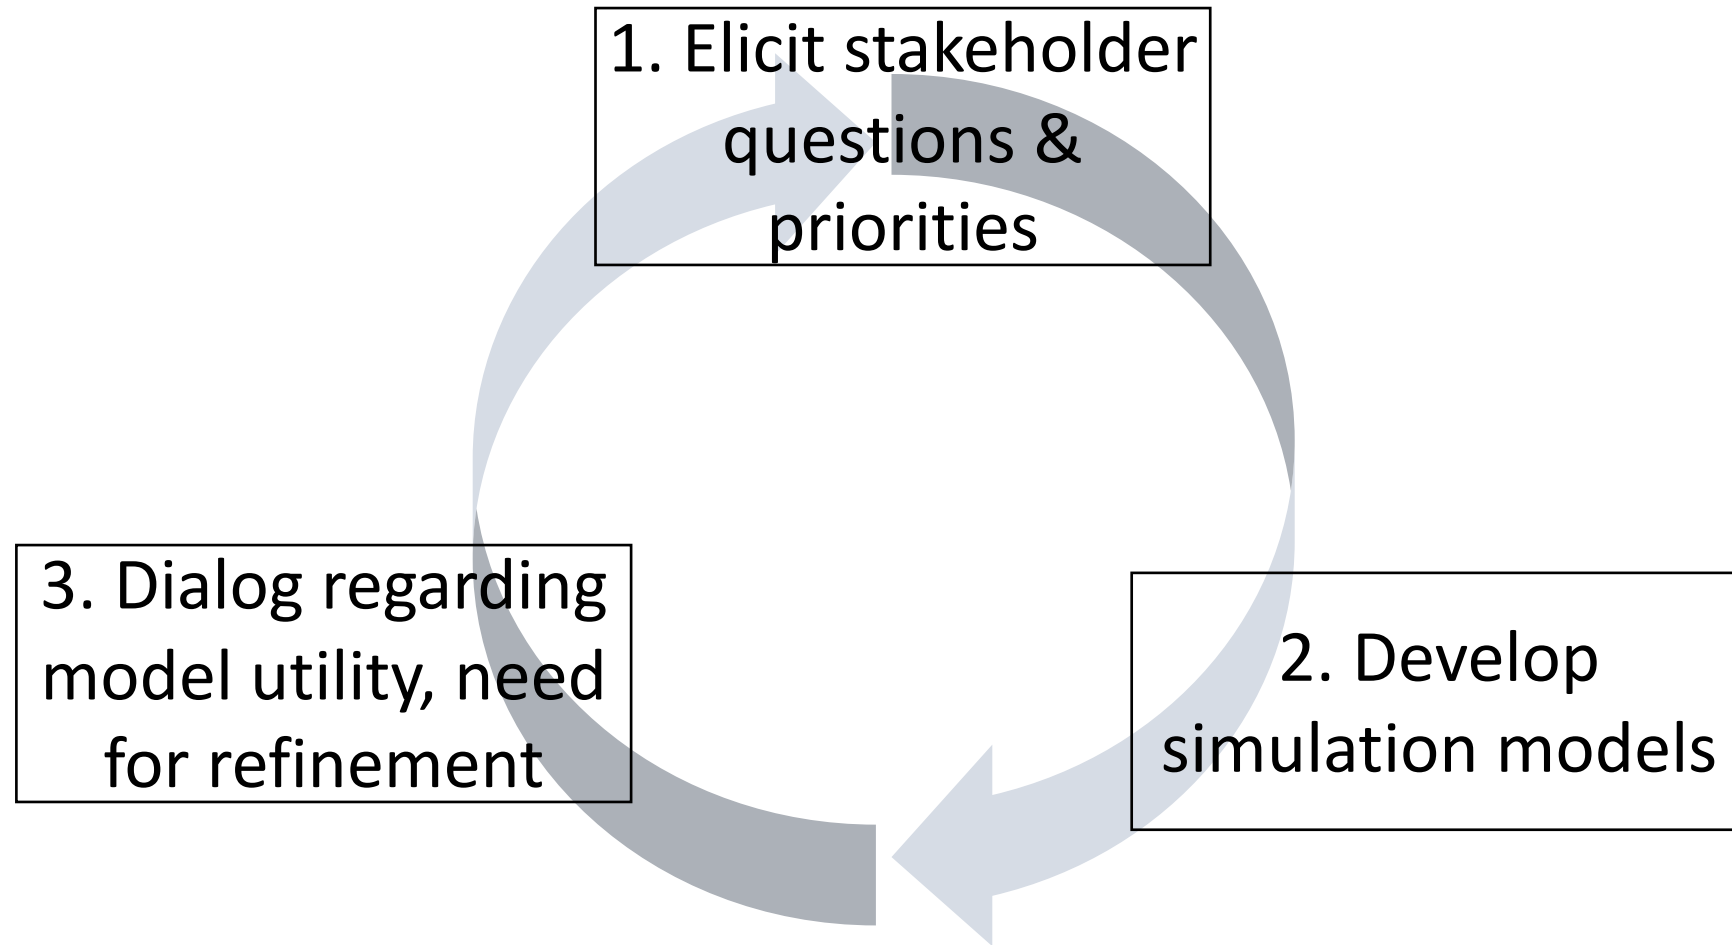 1. Elicit stakeholder
questions &
priorities
2. Develop
simulation models
3. Dialog regarding
model utility, need
for refinement